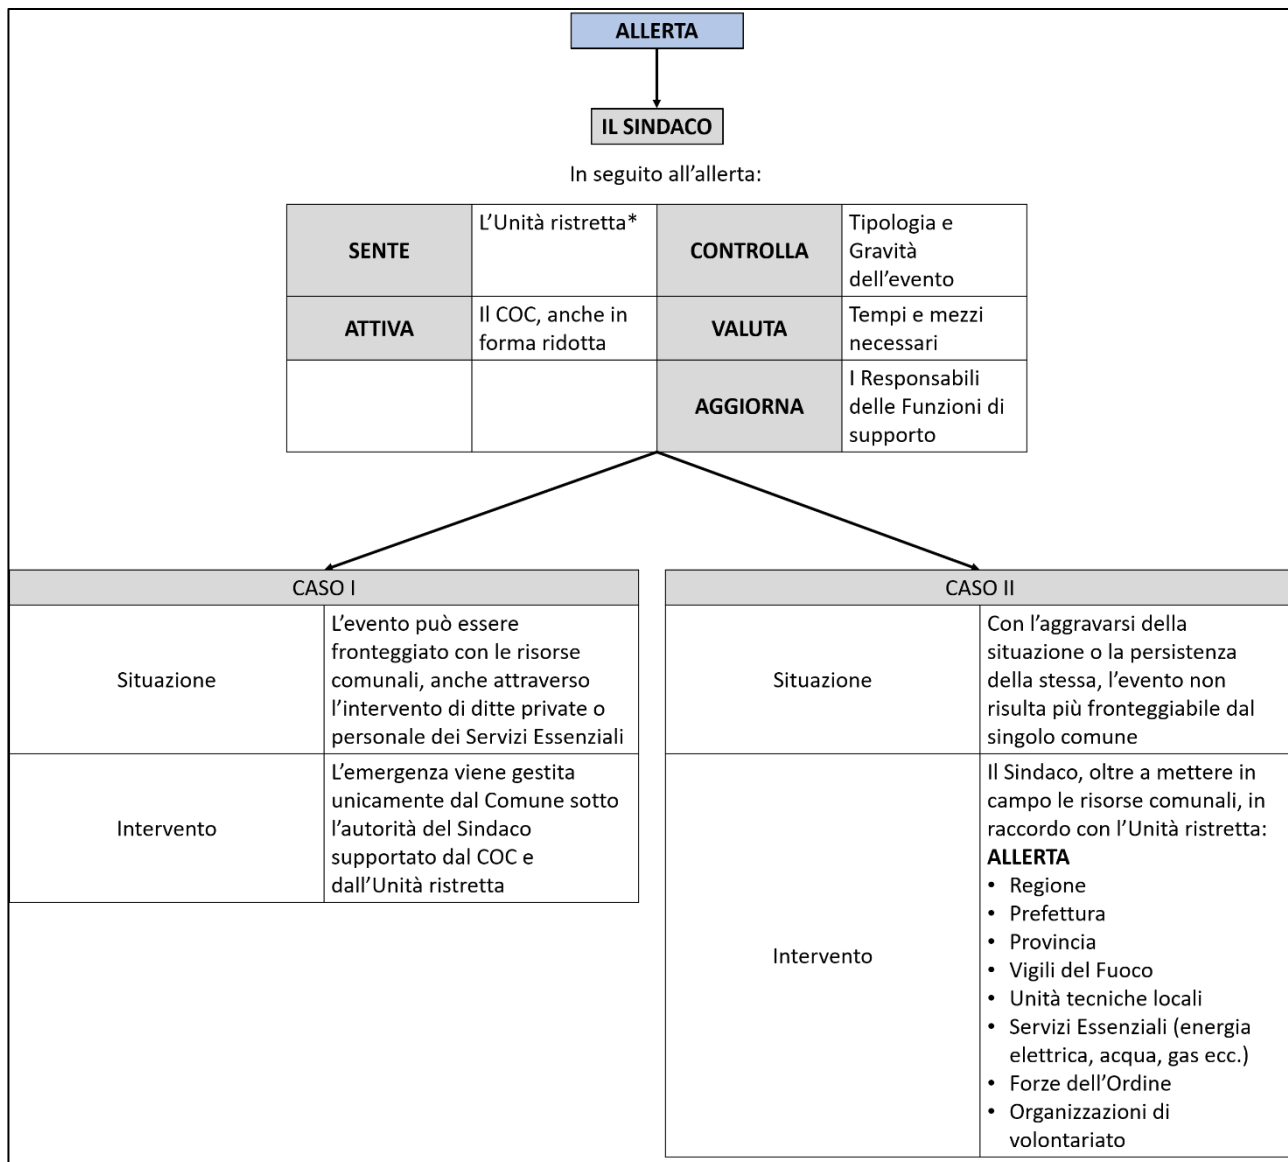 ALLERTA
IL SINDACO
In seguito all’allerta:
SENTE
L’Unità ristretta*
CONTROLLA
Tipologia e
Gravità
dell’evento
ATTIVA
Il COC, anche in
forma ridotta
VALUTA
Tempi e mezzi
necessari
AGGIORNA
I Responsabili
delle Funzioni di
supporto
CASO I
Situazione
L’evento può essere
fronteggiato con le risorse
comunali, anche attraverso
l’intervento di ditte private o
personale dei Servizi Essenziali
Intervento
L’emergenza viene gestita
unicamente dal Comune sotto
l’autorità del Sindaco
supportato dal COC e
dall’Unità ristretta
CASO II
Situazione
Con l’aggravarsi della
situazione o la persistenza
della stessa, l’evento non
risulta più fronteggiabile dal
singolo comune
Intervento
Il Sindaco, oltre a mettere in
campo le risorse comunali, in
raccordo con l’Unità ristretta:
ALLERTA
• Regione
• Prefettura
• Provincia
• Vigili del Fuoco
• Unità tecniche locali
• Servizi Essenziali (energia
elettrica, acqua, gas ecc.)
• Forze dell’Ordine
• Organizzazioni di
volontariato